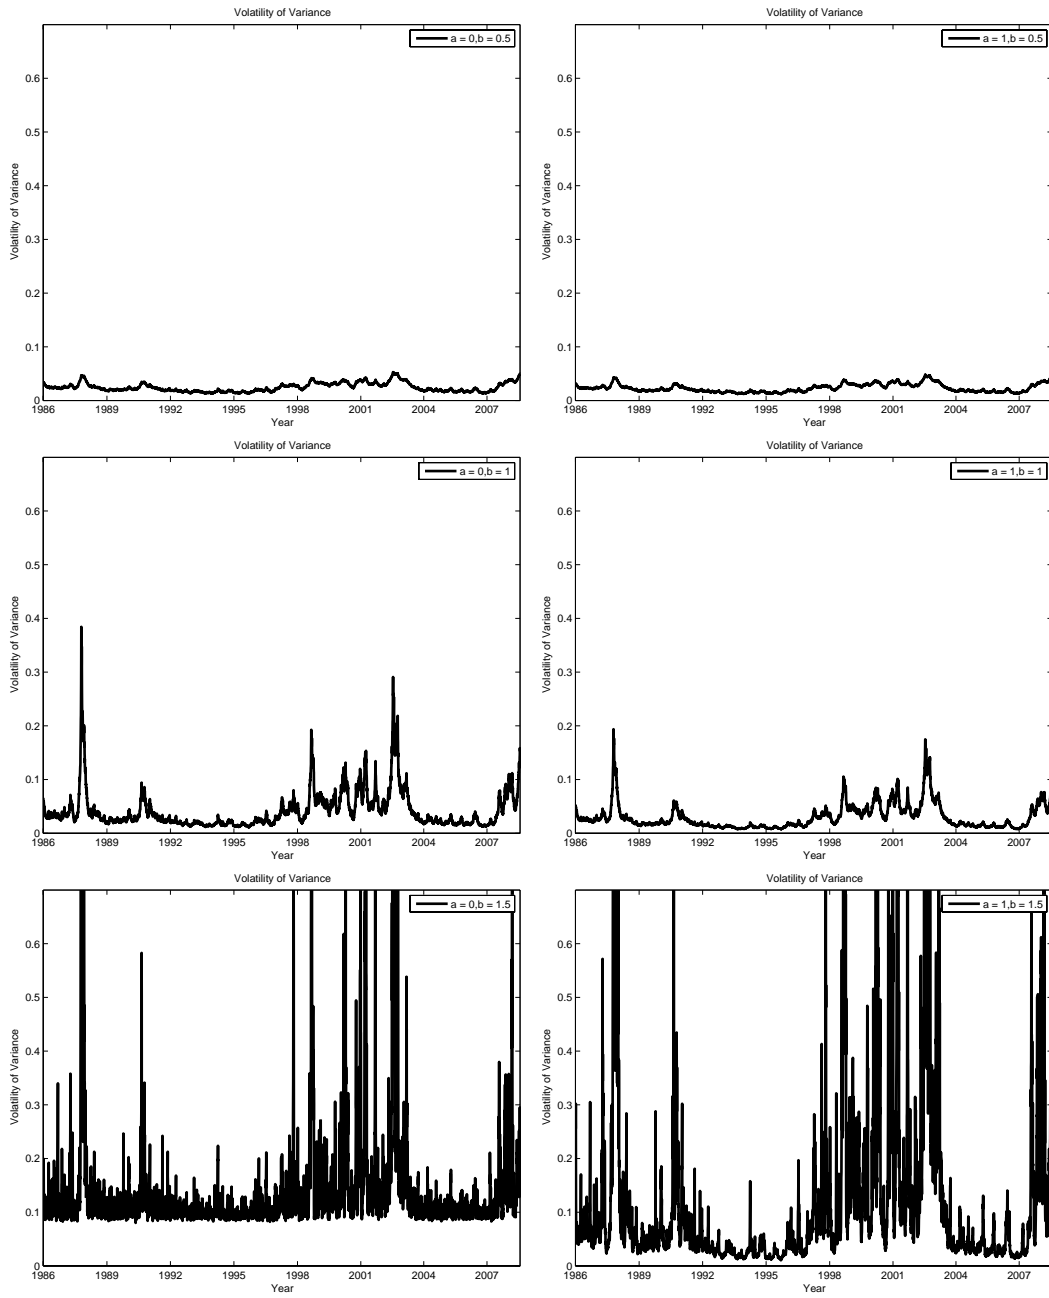 Volatility of Variance
a = 0,b = 0.5
0.6
0.5
0.4
0.3
0.2
0.1
0
Volatility of Variance
1986 1989 1992 1995 1998 2001 2004 2007
Year
Volatility of Variance
a = 1,b = 0.5
0.6
0.5
0.4
0.3
0.2
0.1
0
Volatility of Variance
1986 1989 1992 1995 1998 2001 2004 2007
Year
Volatility of Variance
a = 0,b = 1
0.6
0.5
0.4
0.3
0.2
0.1
0
Volatility of Variance
1986 1989 1992 1995 1998 2001 2004 2007
Year
Volatility of Variance
a = 1,b = 1
0.6
0.5
0.4
0.3
0.2
0.1
0
Volatility of Variance
1986 1989 1992 1995 1998 2001 2004 2007
Year
Volatility of Variance
a = 0,b = 1.5
0.6
0.5
0.4
0.3
0.2
0.1
0
Volatility of Variance
1986 1989 1992 1995 1998 2001 2004 2007
Year
Volatility of Variance
a = 1,b = 1.5
0.6
0.5
0.4
0.3
0.2
0.1
0
Volatility of Variance
1986 1989 1992 1995 1998 2001 2004 2007
Year